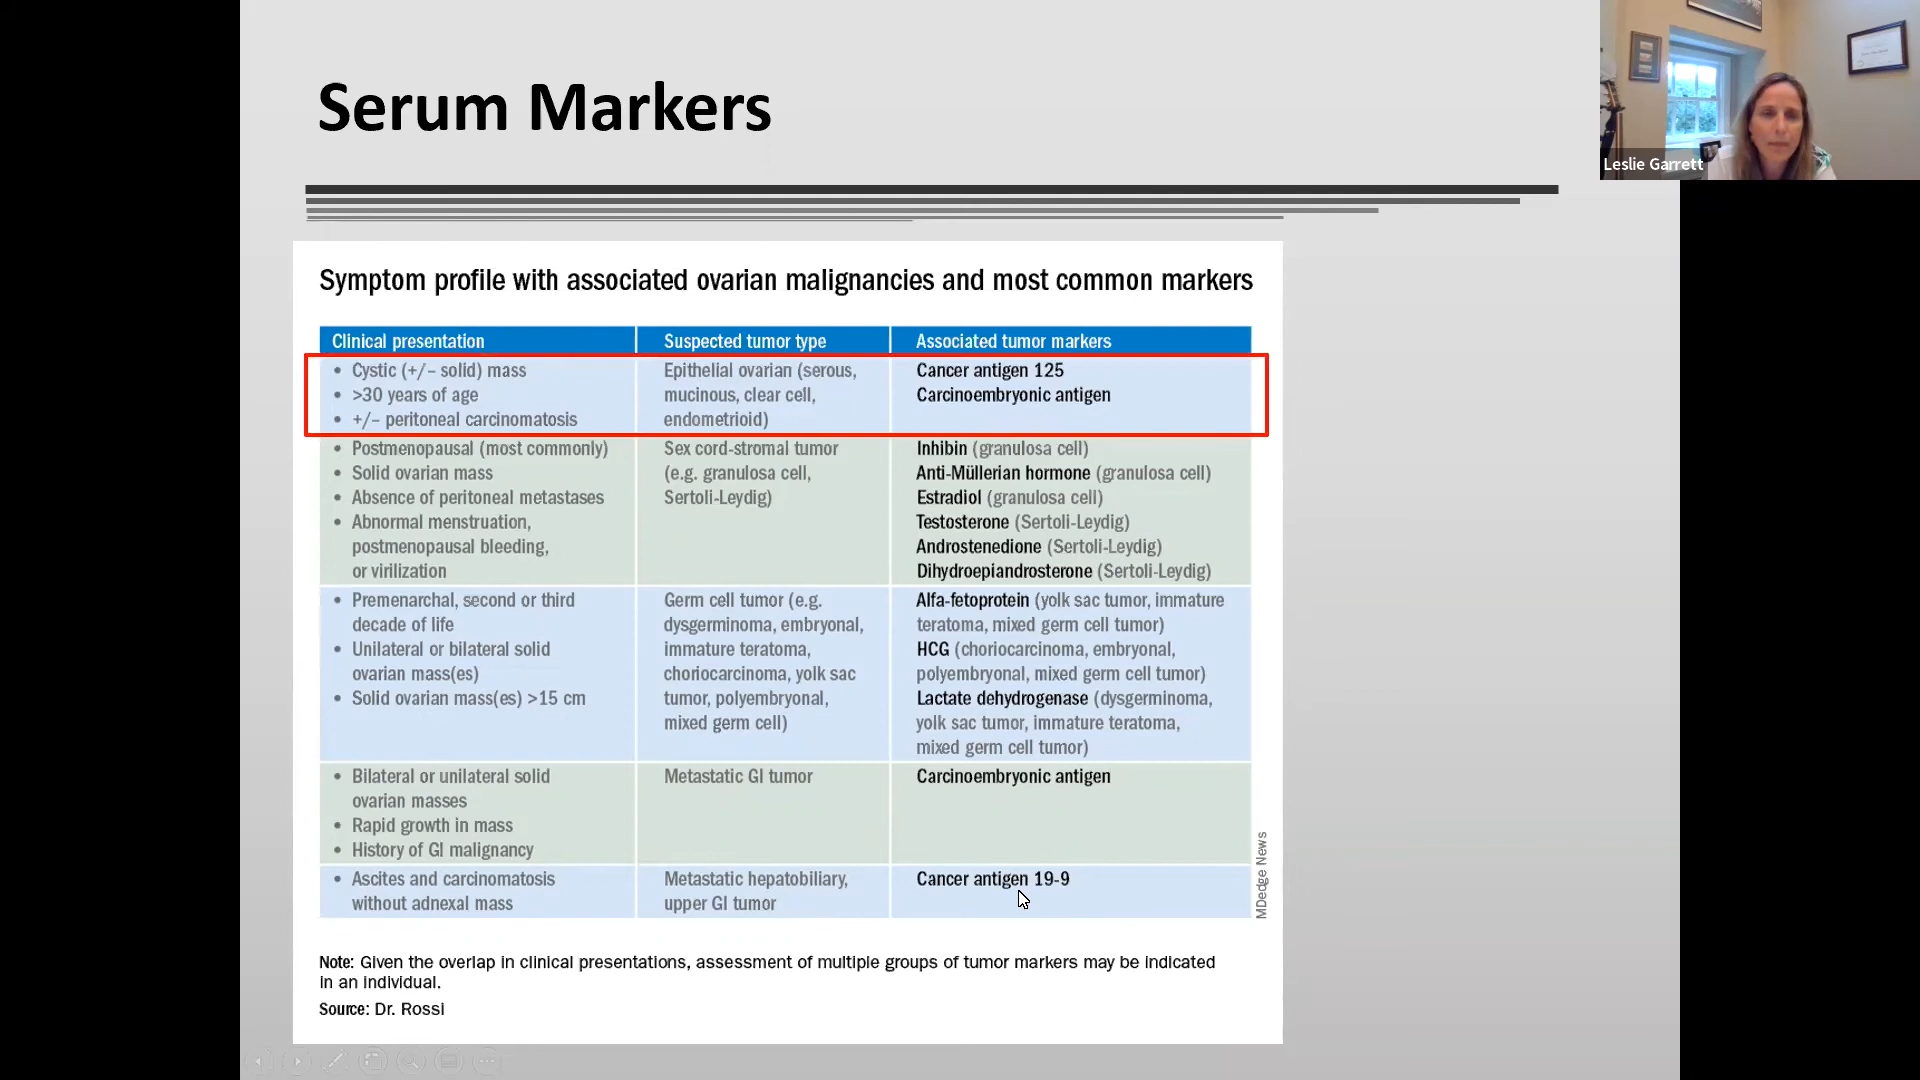 Serum Markers
Leslie Garrett
Symptom profile with associated ovarian malignancies and most common markers
Clinical presentation
Suspected tumor type
Associated tumor markers
• Cystic (+/– solid) mass
• >30 years of age
• +/– peritoneal carcinomatosis
Epithelial ovarian (serous,
mucinous, clear cell,
endometrioid)
Cancer antigen 125
Carcinoembryonic antigen
• Postmenopausal (most commonly)
• Solid ovarian mass
• Absence of peritoneal metastases
• Abnormal menstruation,
postmenopausal bleeding,
or virilization
Sex cord-stromal tumor
(e.g. granulosa cell,
Sertoli-Leydig)
Inhibin (granulosa cell)
Anti-Müllerian hormone (granulosa cell)
Estradiol (granulosa cell)
Testosterone (Sertoli-Leydig)
Androstenedione (Sertoli-Leydig)
Dihydroepiandrosterone (Sertoli-Leydig)
• Premenarchal, second or third
decade of life
• Unilateral or bilateral solid
ovarian mass(es)
• Solid ovarian mass(es) >15 cm
Germ cell tumor (e.g.
dysgerminoma, embryonal,
immature teratoma,
choriocarcinoma, yolk sac
tumor, polyembryonal,
mixed germ cell)
Alfa-fetoprotein (yolk sac tumor, immature
teratoma, mixed germ cell tumor)
HCG (choriocarcinoma, embryonal,
polyembryonal, mixed germ cell tumor)
Lactate dehydrogenase (dysgerminoma,
yolk sac tumor, immature teratoma,
mixed germ cell tumor)
• Bilateral or unilateral solid
ovarian masses
• Rapid growth in mass
• History of GI malignancy
Metastatic GI tumor
Carcinoembryonic antigen
• Ascites and carcinomatosis
without adnexal mass
Metastatic hepatobiliary,
upper GI tumor
Cancer antigen 19-9
MDedge News
Note: Given the overlap in clinical presentations, assessment of multiple groups of tumor markers may be indicated
in an individual.
Source: Dr. Rossi